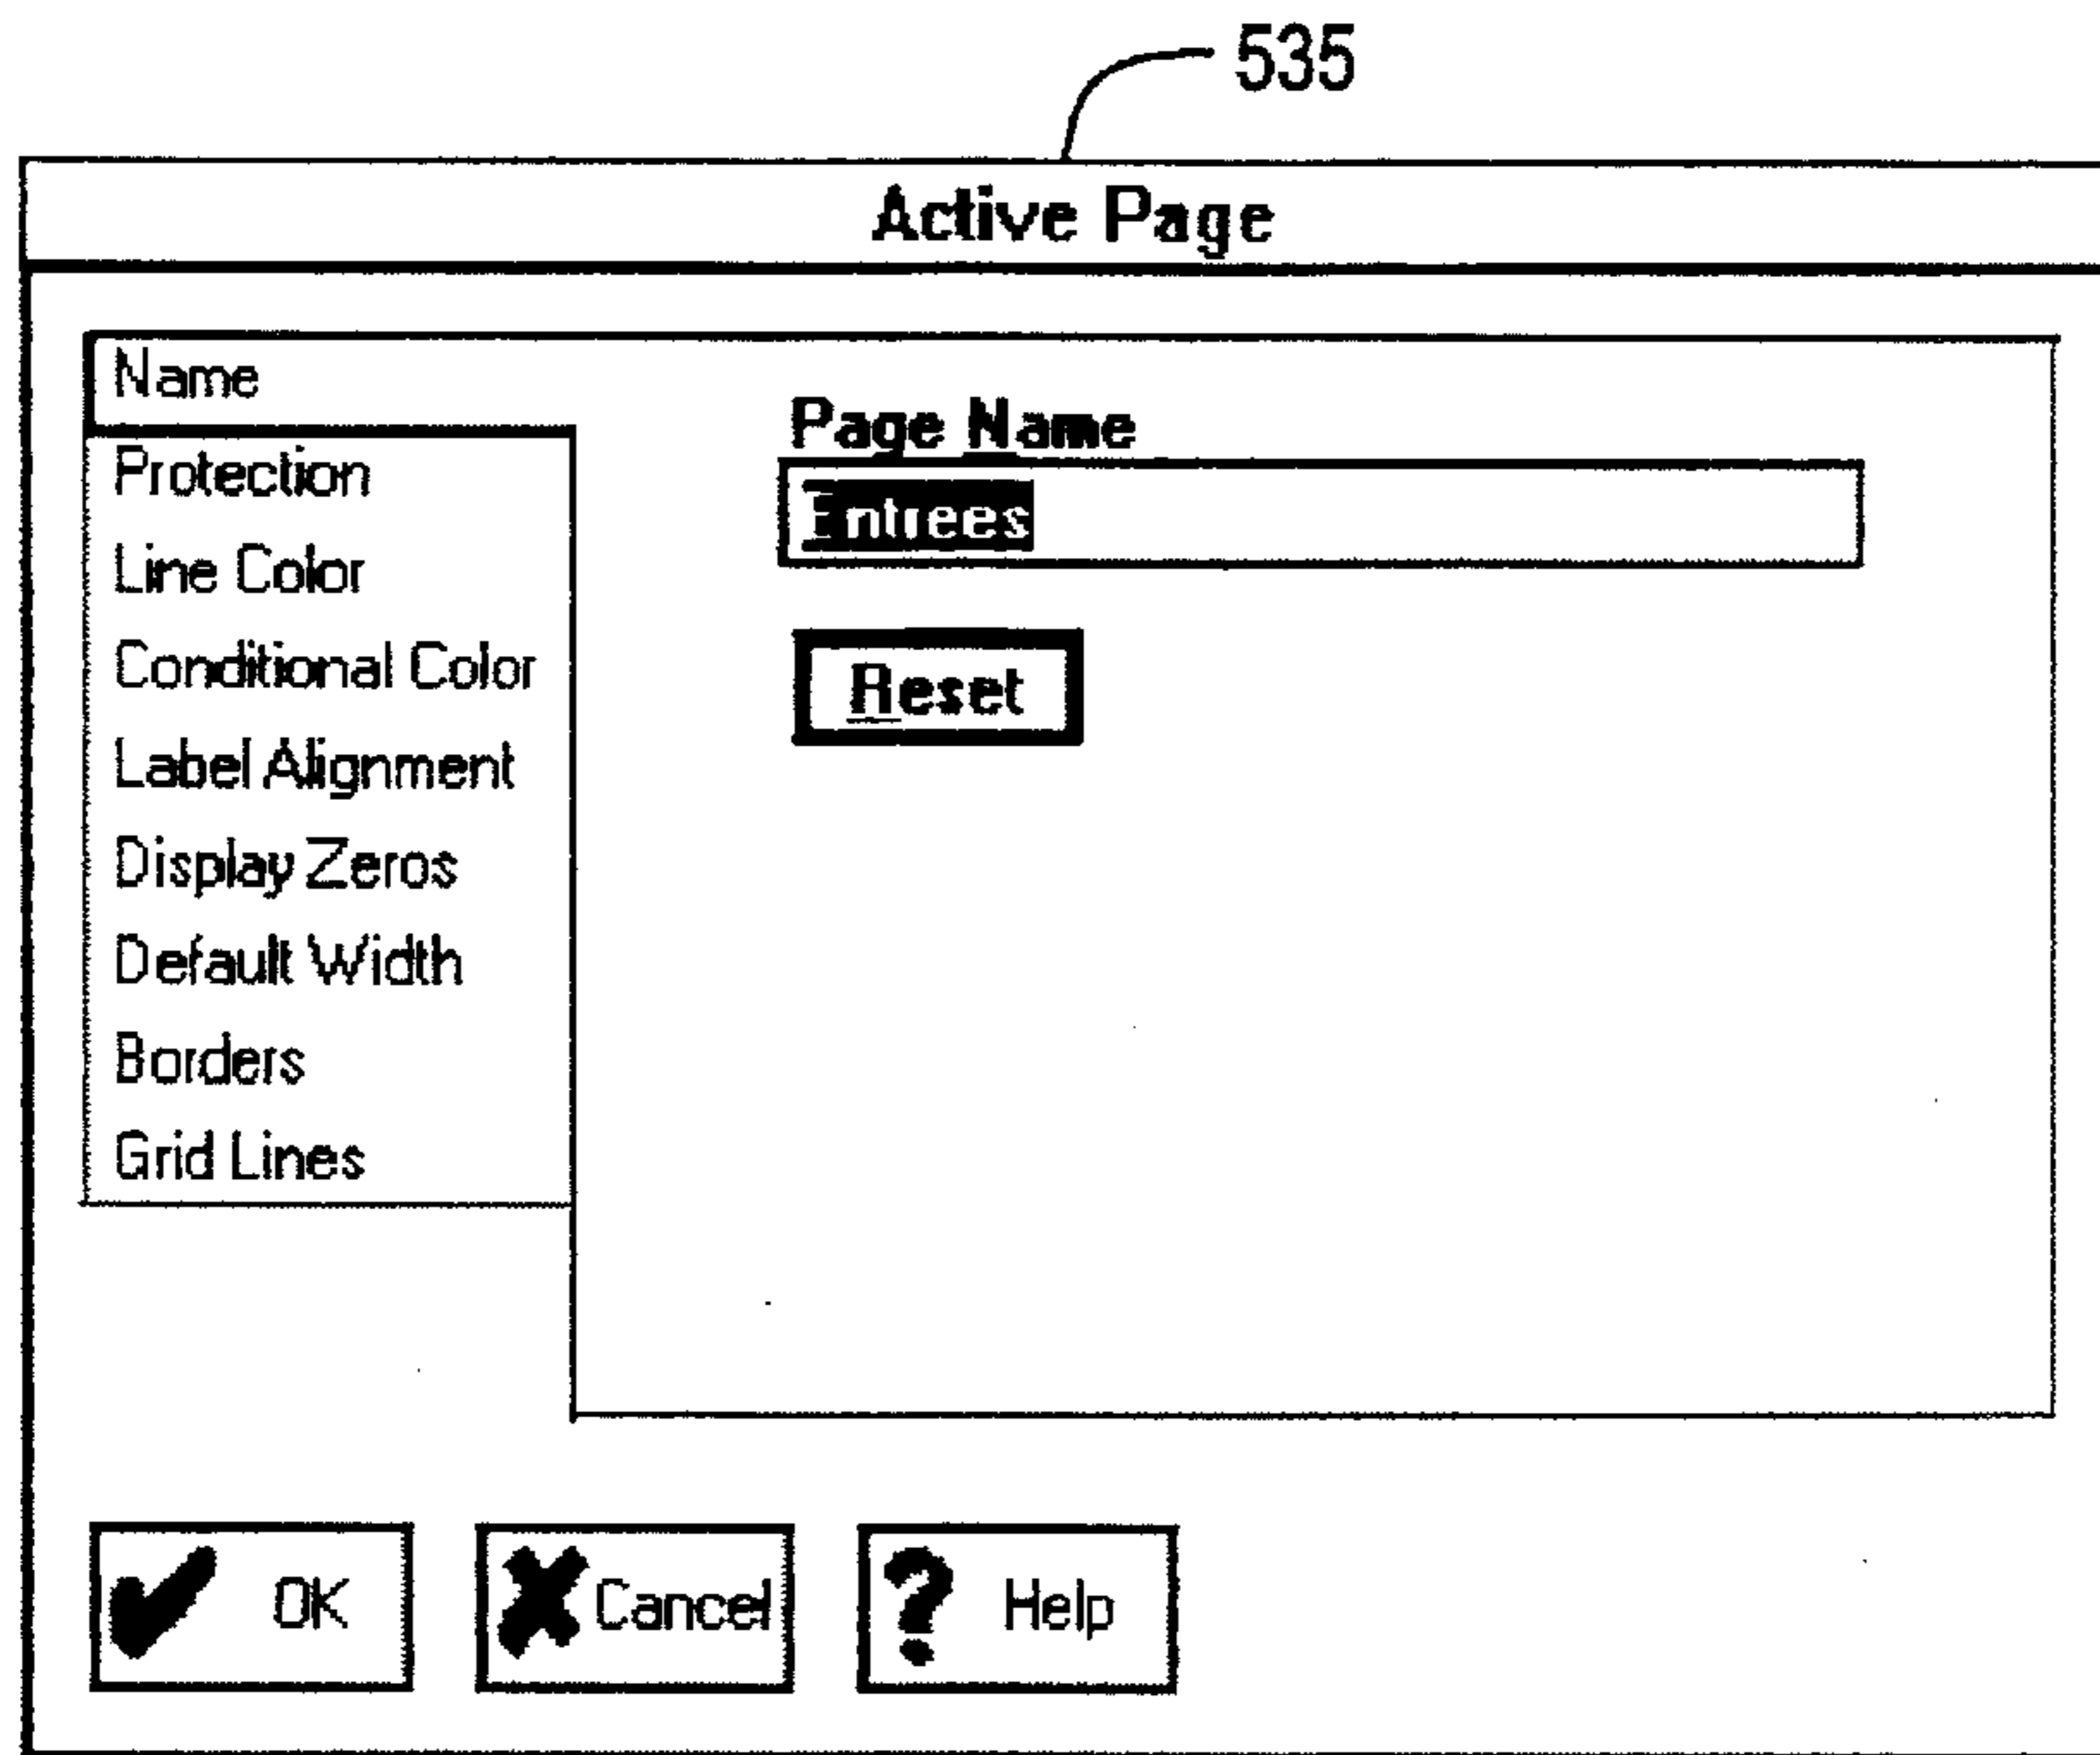 535
Active Page
Name
Protection
Line Color
Conditional Color
Label Alignment
Display Zeros
Default Width
Borders
Grid Lines
Page Name
Entrees
Reset
OK
Cancel
Help